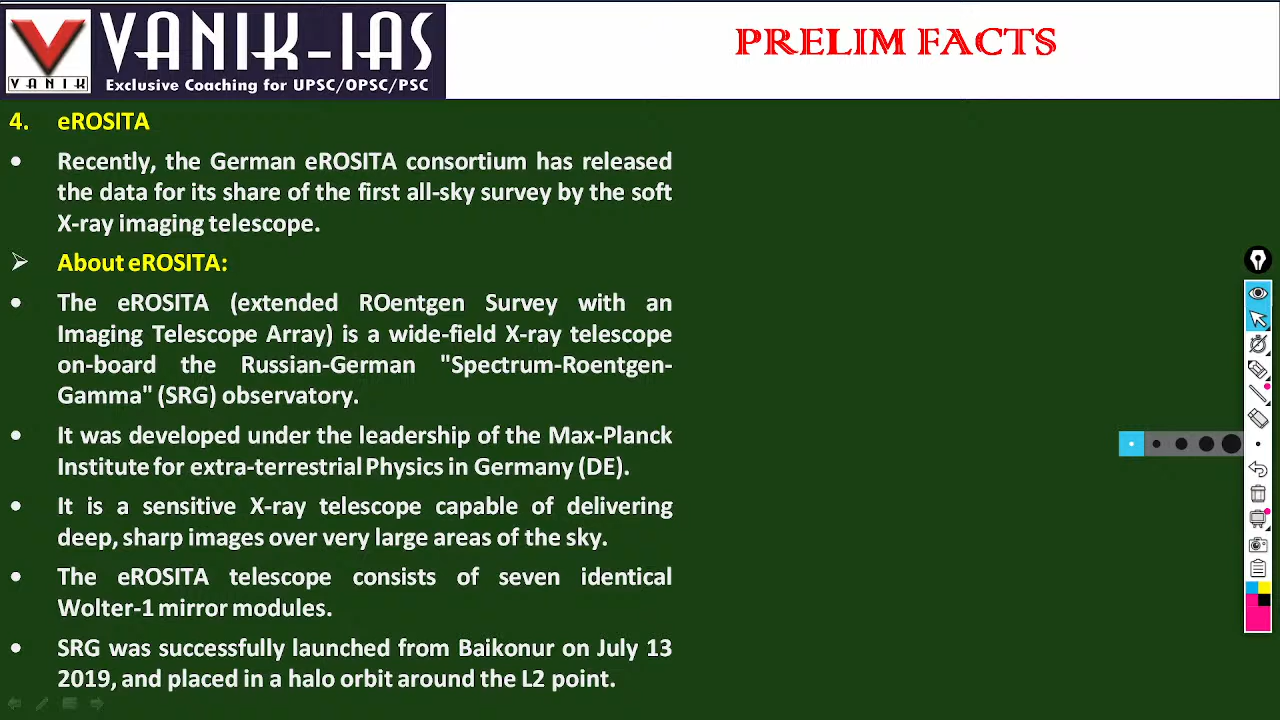 VANIK-IAS
VANIK
Exclusive Coaching for UPSC/OPSC/PSC
PRELIM FACTS
4. eROSITA
• Recently, the German eROSITA consortium has released
the data for its share of the first all-sky survey by the soft
X-ray imaging telescope.
➢ About eROSITA:
• The eROSITA (extended ROentgen Survey with an
Imaging Telescope Array) is a wide-field X-ray telescope
on-board the Russian-German "Spectrum-Roentgen-
Gamma" (SRG) observatory.
• It was developed under the leadership of the Max-Planck
Institute for extra-terrestrial Physics in Germany (DE).
• It is a sensitive X-ray telescope capable of delivering
deep, sharp images over very large areas of the sky.
• The eROSITA telescope consists of seven identical
Wolter-1 mirror modules.
• SRG was successfully launched from Baikonur on July 13
2019, and placed in a halo orbit around the L2 point.